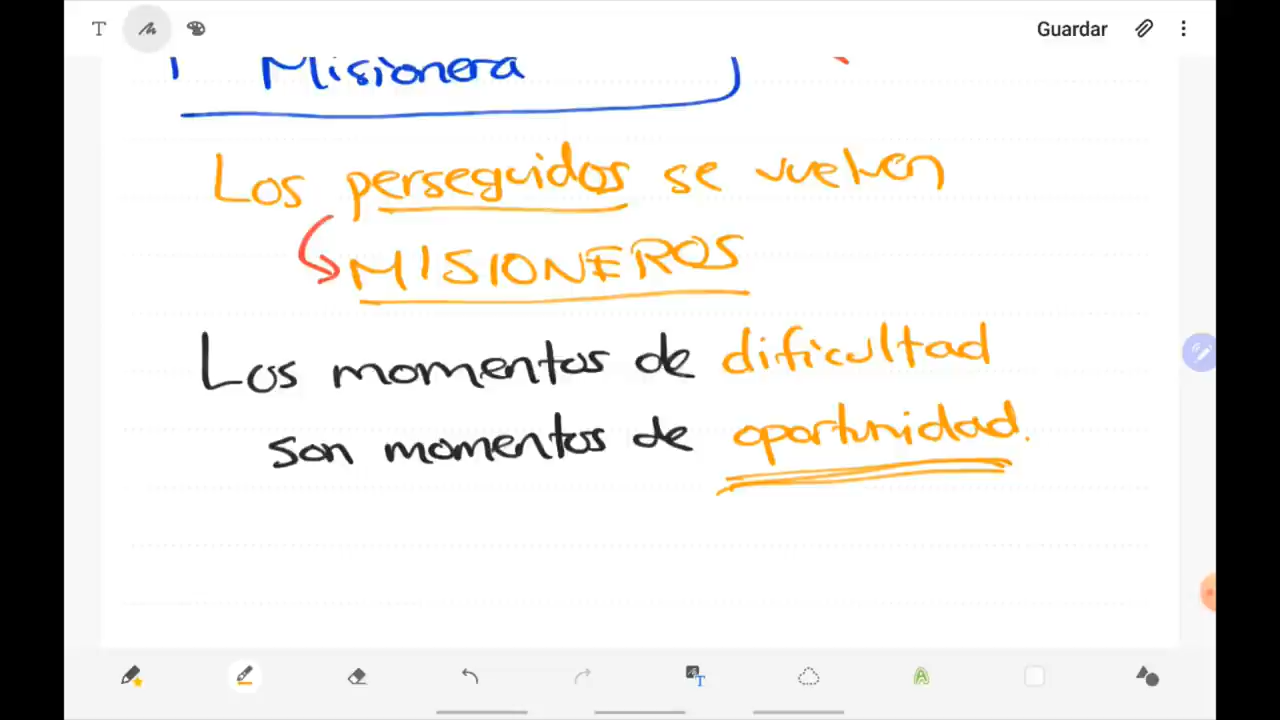 T Guardar
Misionera
Los perseguidos se vuelven
MISIONEROS
Los momentos de dificultad
son momentos de oportunidad.